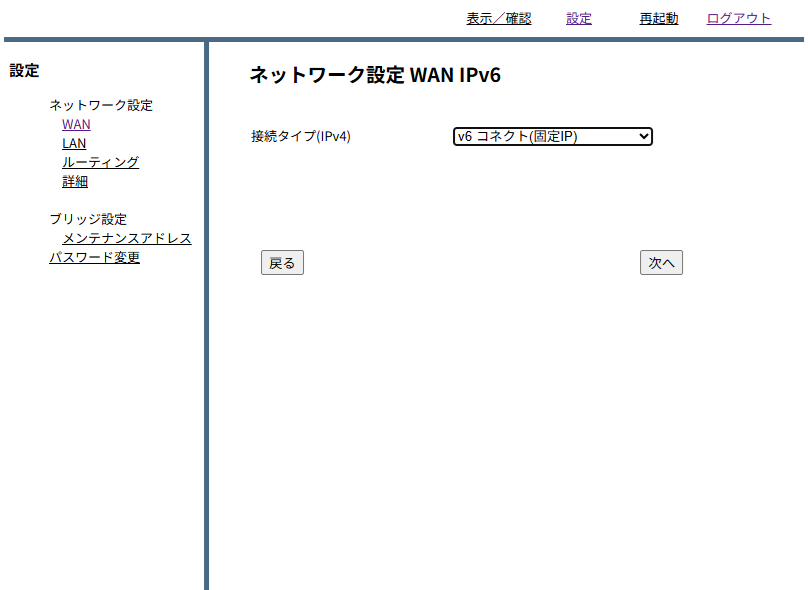 表示／確認 設定 再起動 ログアウト
設定
ネットワーク設定
WAN
LAN
ルーティング
詳細
ブリッジ設定
メンテナンスアドレス
パスワード変更
ネットワーク設定 WAN IPv6
接続タイプ(IPv4) v6 コネクト(固定IP)
戻る 次へ